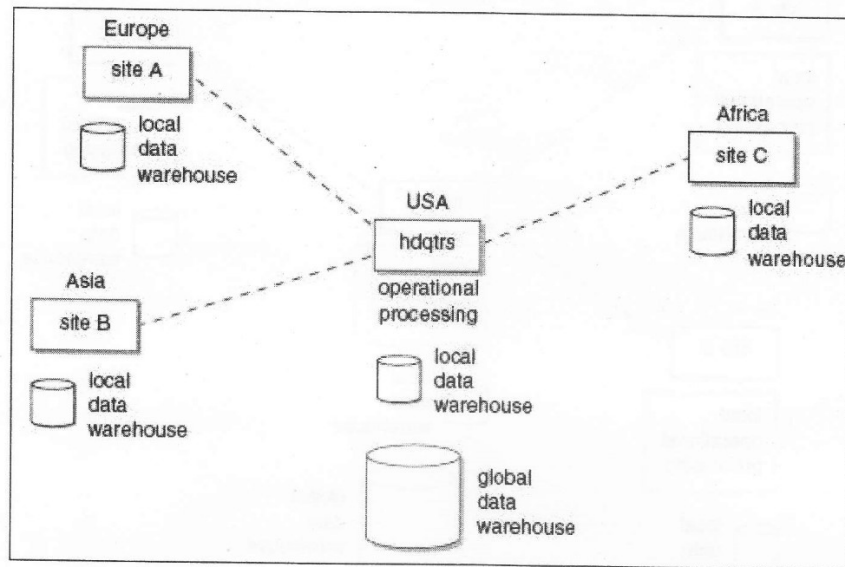 Europe
site A
local
data
warehouse
Africa
site C
local
data
warehouse
USA
hdqtrs
operational
processing
Asia
site B
local
data
warehouse
local
data
warehouse
global
data
warehouse